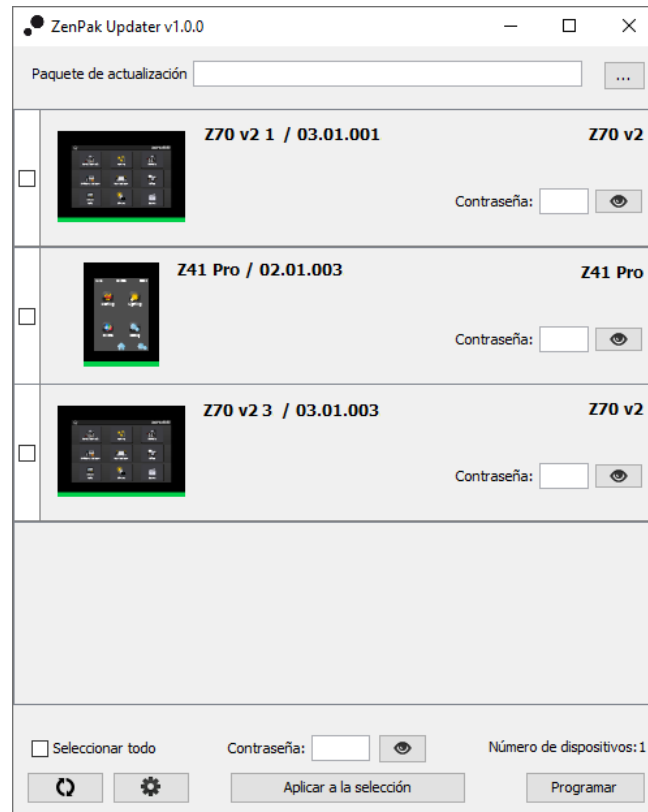 ZenPak Updater v1.0.0
Paquete de actualización ...
Z70 v2 1 / 03.01.001 Z70 v2
Contraseña:
Z41 Pro / 02.01.003 Z41 Pro
Contraseña:
Z70 v2 3 / 03.01.003 Z70 v2
Contraseña:
Seleccionar todo Contraseña: Número de dispositivos:1
Aplicar a la selección Programar